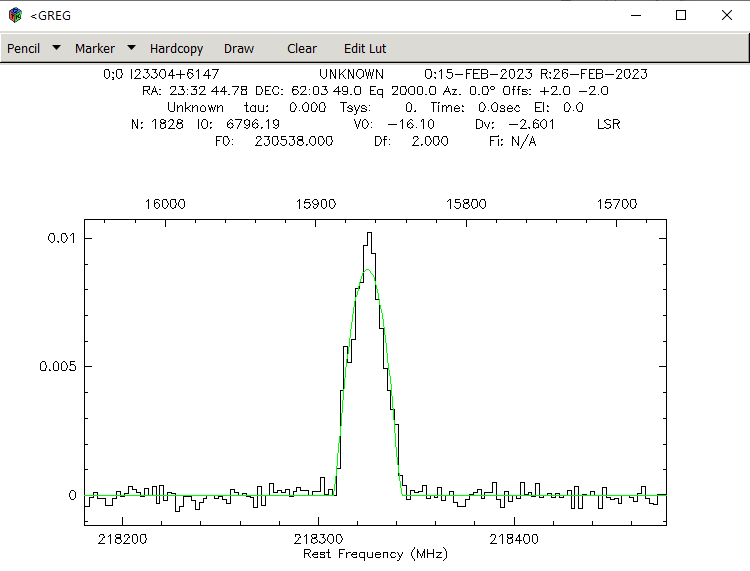 <GREG
Pencil Marker Hardcopy Draw Clear Edit Lut
0;0 I23304+6147 UNKNOWN O:15-FEB-2023 R:26-FEB-2023
RA: 23:32 44.78 DEC: 62:03 49.0 Eq 2000.0 Az. 0.0° Offs: +2.0 -2.0
Unknown tau: 0.000 Tsys: 0. Time: 0.0sec El: 0.0
N: 1828 I0: 6796.19 V0: -16.10 Dv: -2.601 LSR
F0: 230538.000 Df: 2.000 Fi: N/A
16000 15900 15800 15700
0.01
0.005
0
218200 218300 218400
Rest Frequency (MHz)